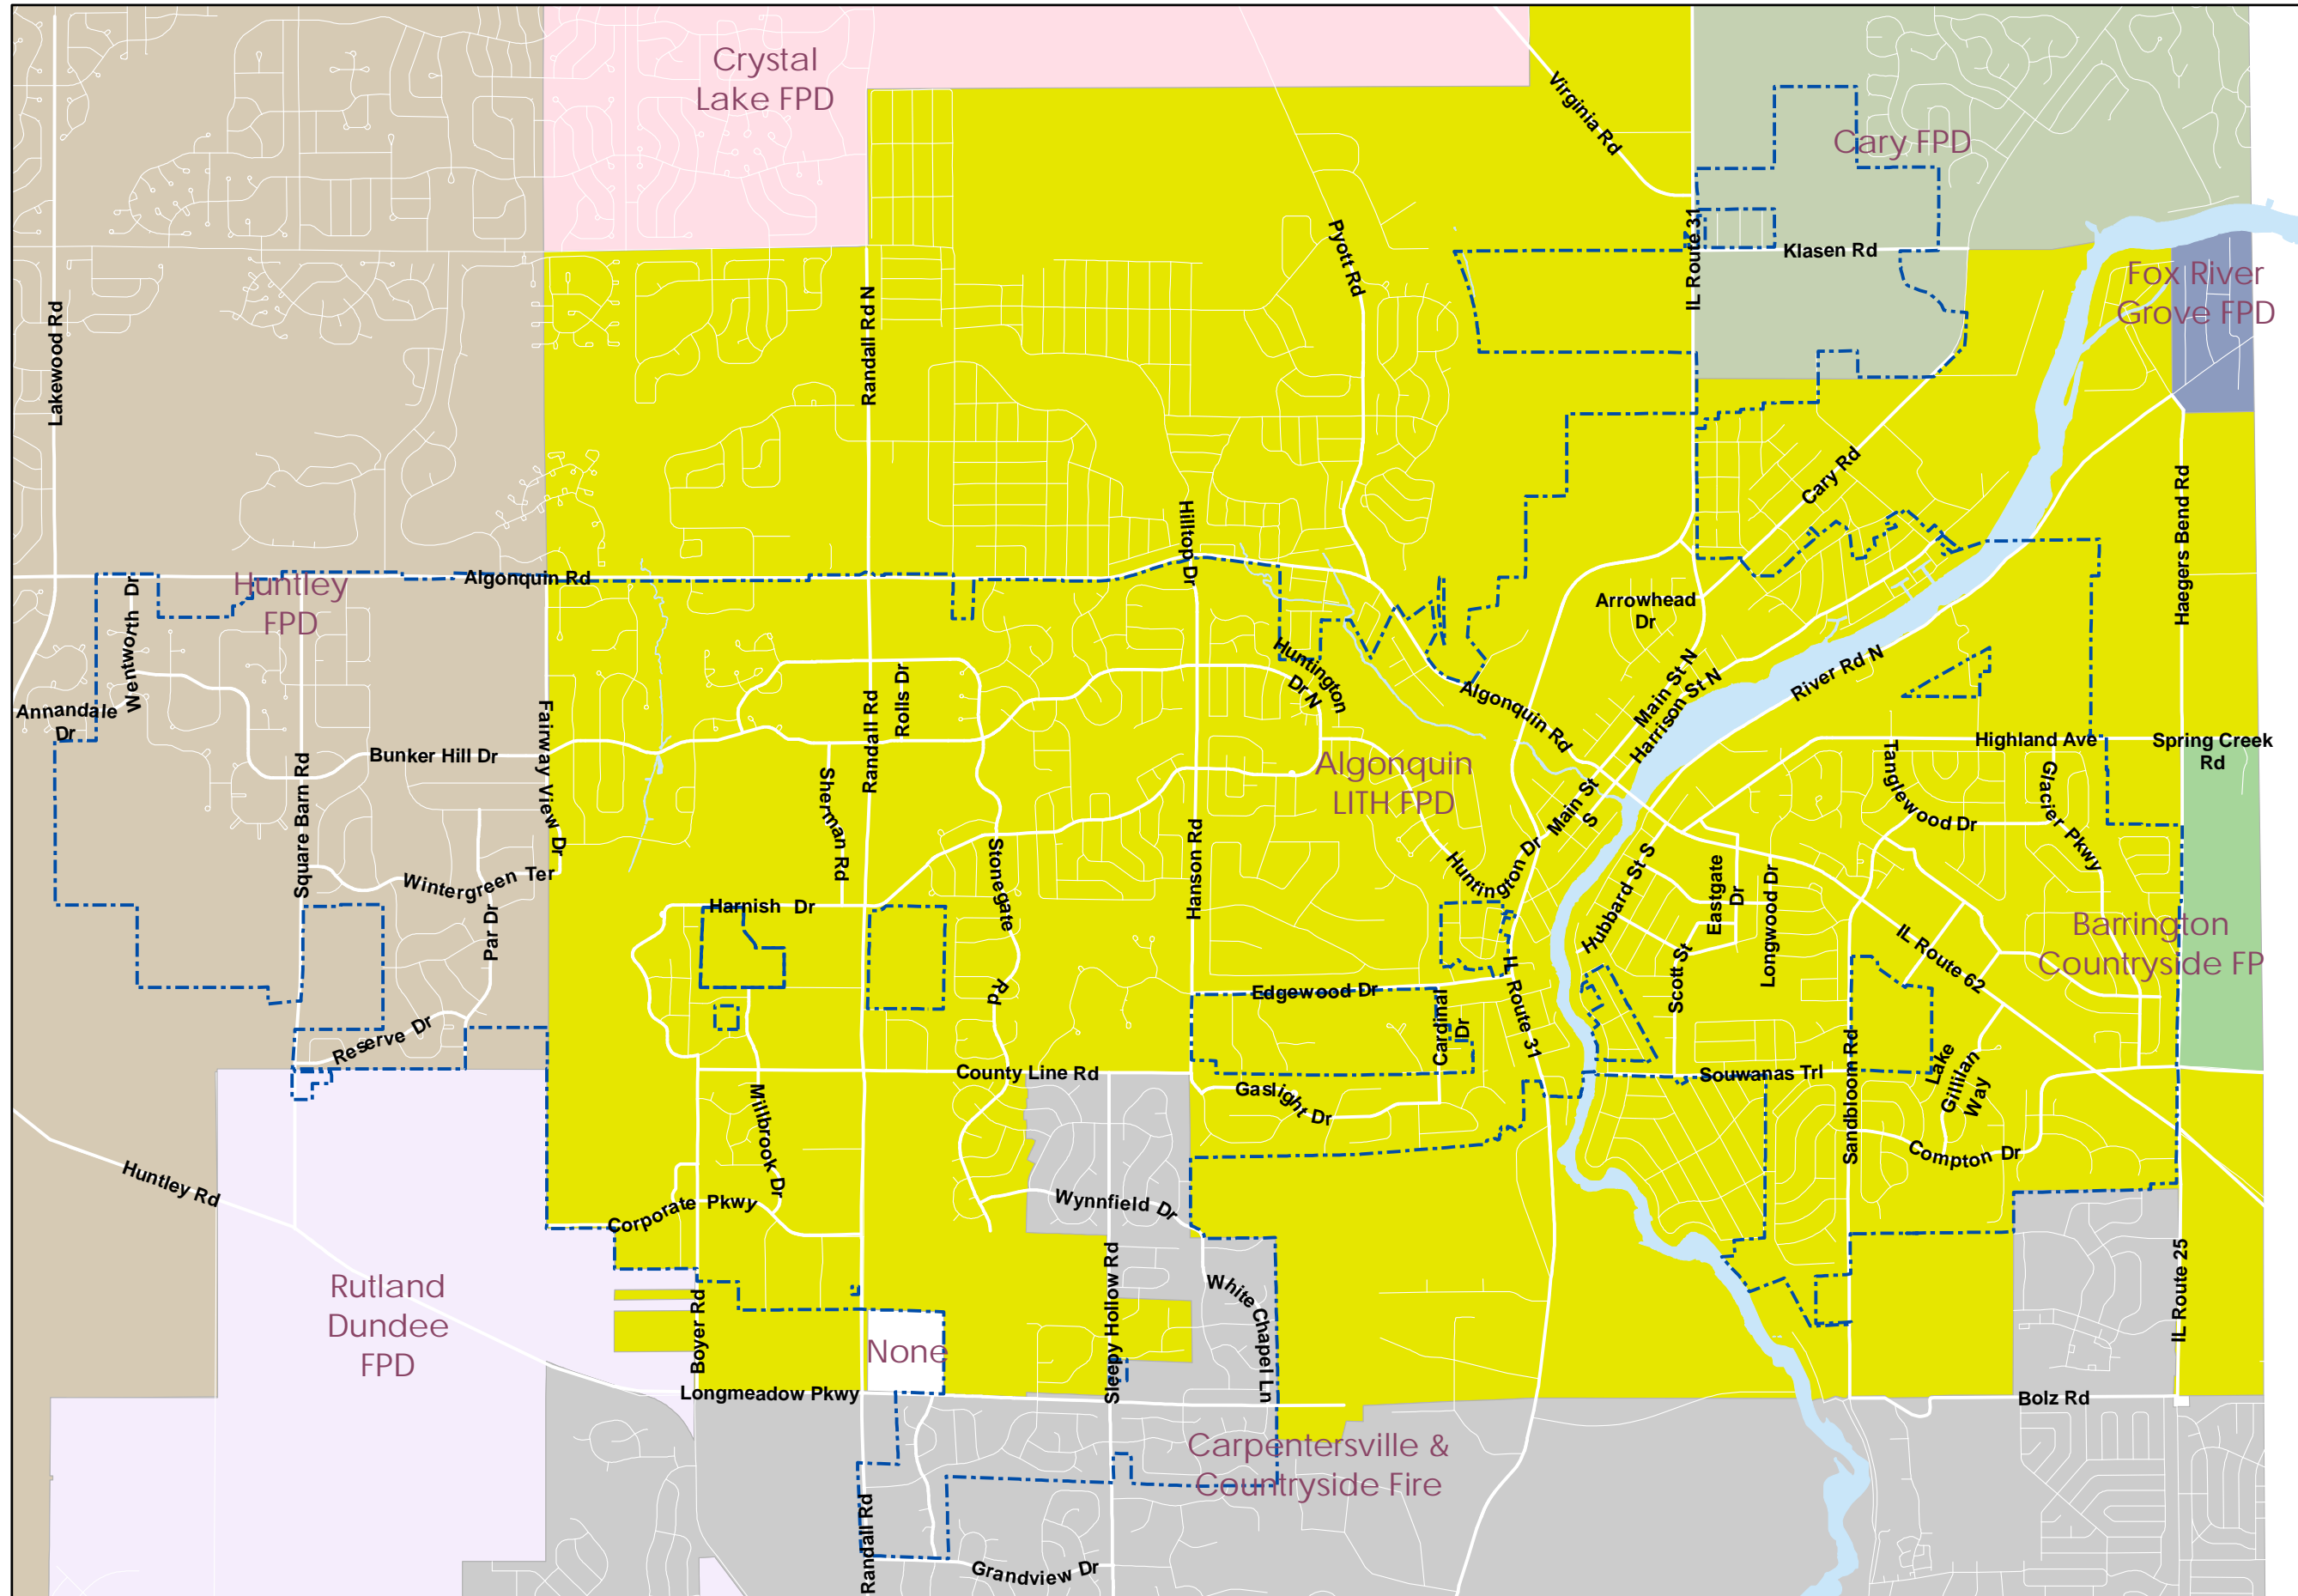 Crystal
Lake FPD
Virginia Rd
Cary FPD
Pyott Rd
IL Route 31
Klasen Rd
Fox River
Grove FPD
Lakewood Rd
Randall Rd N
Cary Rd
Haegers Bend Rd
Hilltop Dr
Algonquin Rd
Huntley
FPD
Wentworth Dr
Arrowhead
Dr
Huntington
Dr N
Main St N
Harrison St N
River Rd N
Annandale
Dr
Algonquin Rd
Rolls Dr
Randall Rd
Fairway View Dr
Bunker Hill Dr
Square Barn Rd
Sherman Rd
Algonquin
LITH FPD
Highland Ave
Spring Creek
Rd
Tanglewood Dr
Glacier Pkwy
Main St
S
Huntington Dr
Hubbard St S
Eastgate
Dr
Longwood Dr
Stonegate
Rd
Hanson Rd
Wintergreen Ter
Par Dr
Harnish Dr
Scott St
IL Route 62
Barrington
Countryside FP
Edgewood Dr
Cardinal
Dr
IL Route 31
Reserve Dr
County Line Rd
Gaslight Dr
Souwanas Trl
Sandbloom Rd
Lake
Gillilan
Way
Compton Dr
Millbrook Dr
Huntley Rd
Corporate Pkwy
Wynnfield Dr
Sleepy Hollow Rd
White Chapel Ln
IL Route 25
Rutland
Dundee
FPD
Boyer Rd
None
Longmeadow Pkwy
Bolz Rd
Carpentersville &
Countryside Fire
Randall Rd
Grandview Dr